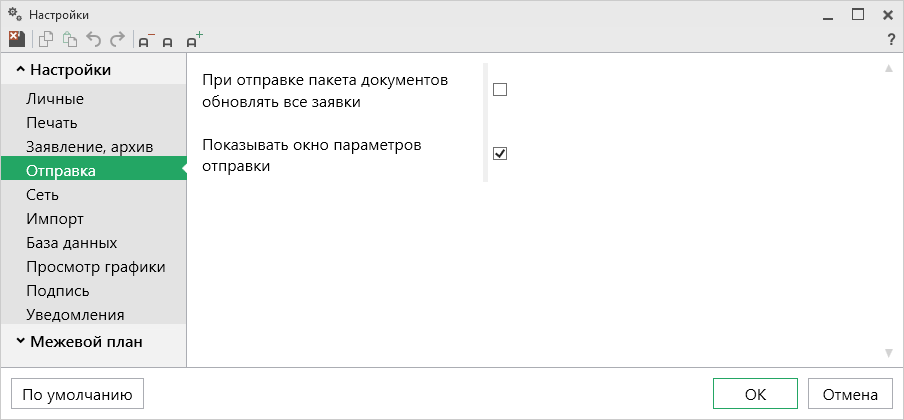 Настройки
?
Настройки
Личные
Печать
Заявление, архив
Отправка
Сеть
Импорт
База данных
Просмотр графики
Подпись
Уведомления
Межевой план
При отправке пакета документов
обновлять все заявки
Показывать окно параметров
отправки
По умолчанию
OK
Отмена